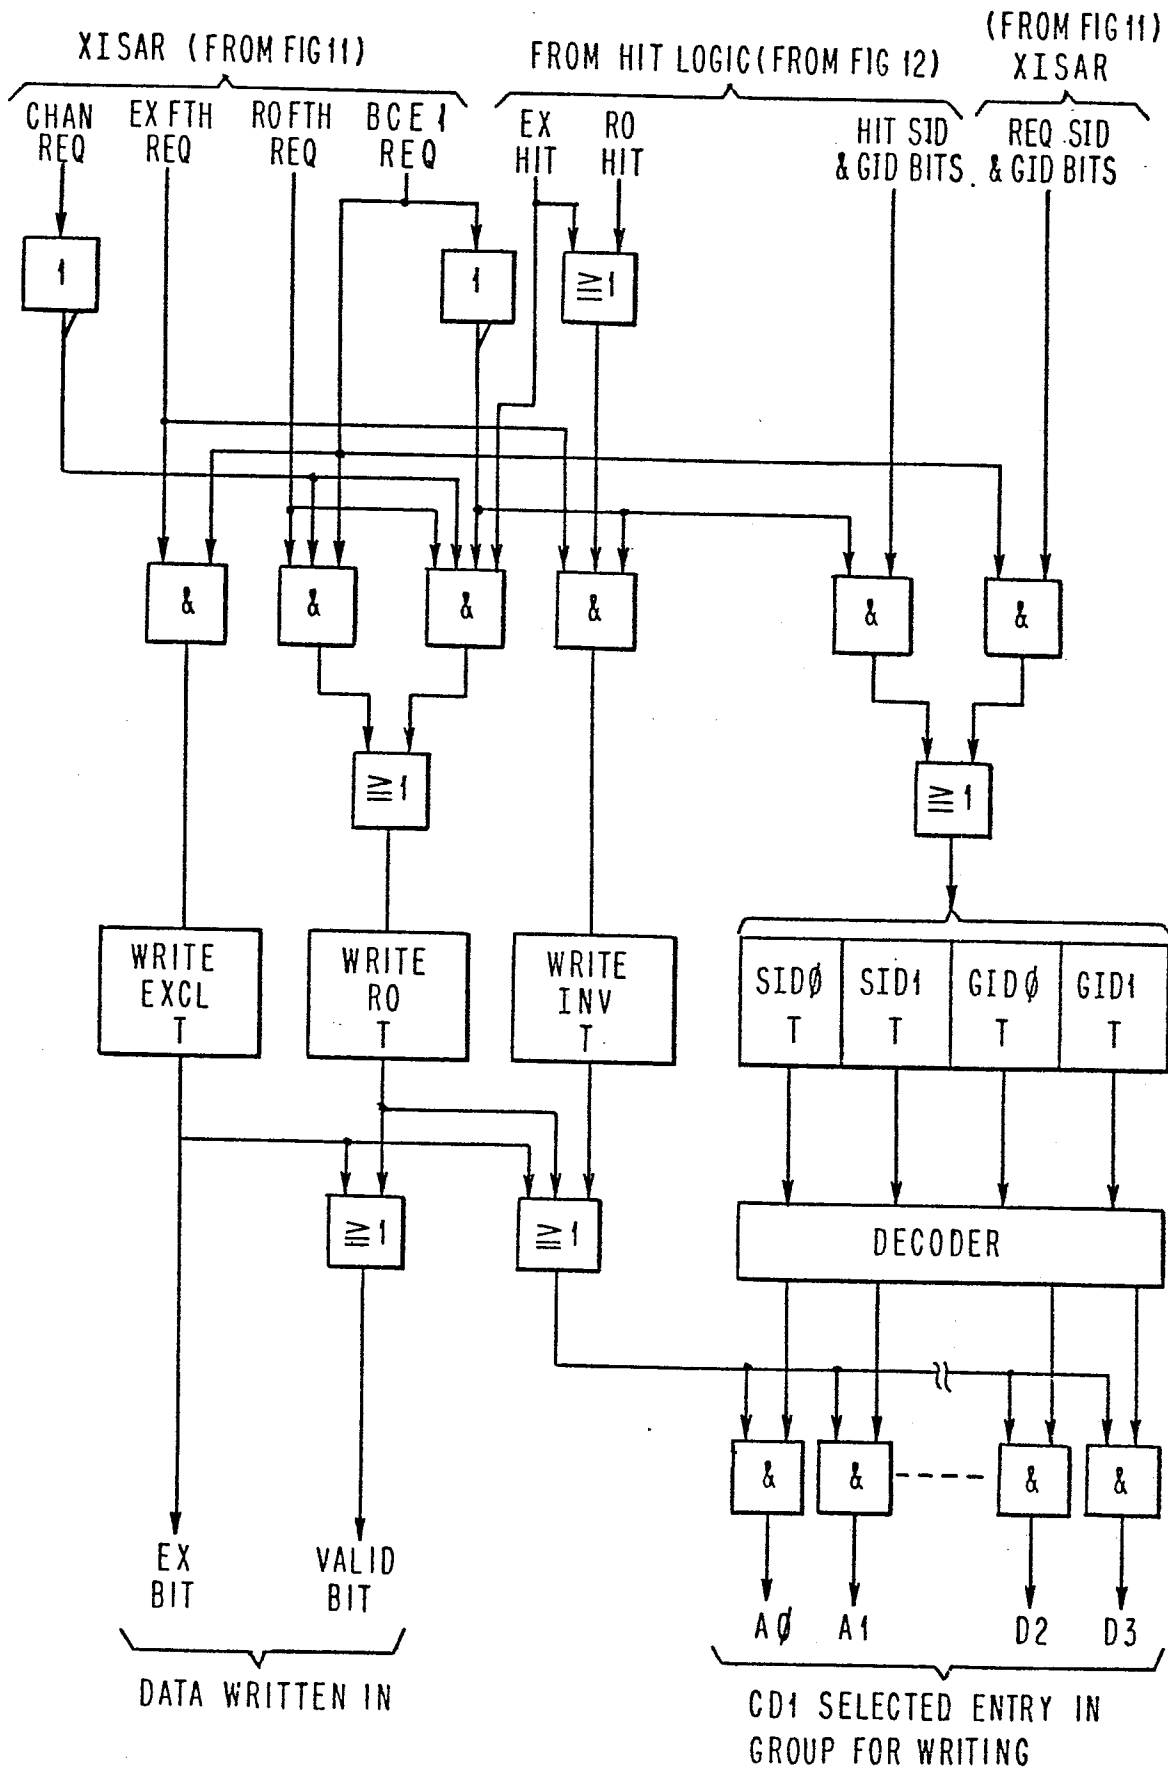 XISAR (FROM FIG 11)
FROM HIT LOGIC (FROM FIG 12)
(FROM FIG 11)
XISAR
CHAN
REQ
EX FTH
REQ
RO FTH
REQ
BCE 1
REQ
EX
HIT
RO
HIT
HIT SID
& GID BITS.
REQ SID
& GID BITS
1
1
≧1
&
&
&
&
&
&
≧1
≧1
WRITE
EXCL
T
WRITE
RO
T
WRITE
INV
T
SIDØ
T
SID1
T
GIDØ
T
GID1
T
≧1
≧1
DECODER
&
&
&
&
EX
BIT
VALID
BIT
AØ
A1
D2
D3
DATA WRITTEN IN
CD1 SELECTED ENTRY IN
GROUP FOR WRITING